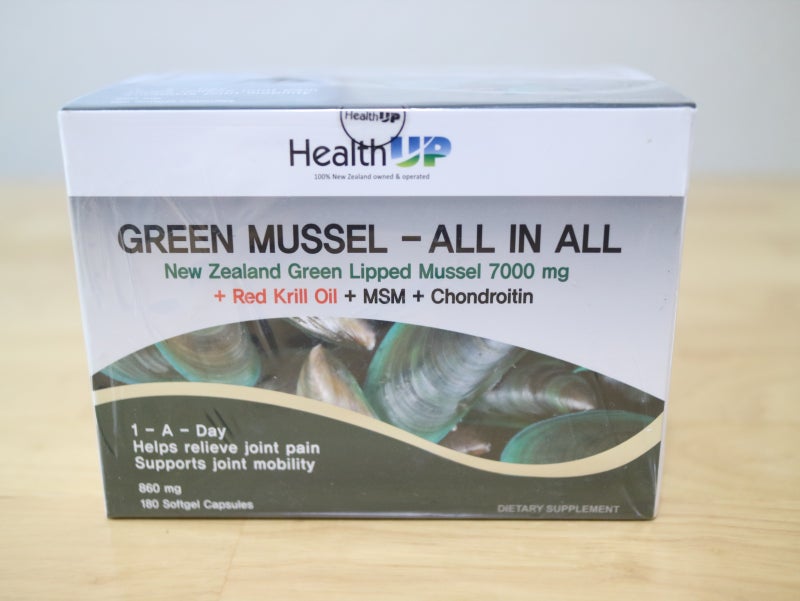 HealthUP
HealthUP
100% New Zealand owned & operated
GREEN MUSSEL – ALL IN ALL
New Zealand Green Lipped Mussel 7000 mg
+ Red Krill Oil + MSM + Chondroitin
1 – A – Day
Helps relieve joint pain
Supports joint mobility
860 mg
180 Softgel Capsules
DIETARY SUPPLEMENT